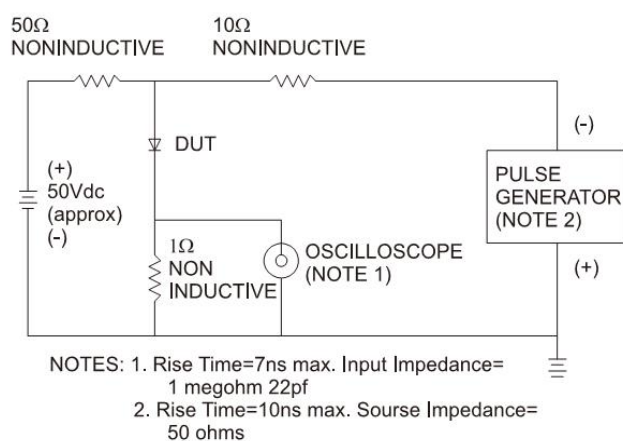 50Ω
NONINDUCTIVE
10Ω
NONINDUCTIVE
DUT
(+)
50Vdc
(approx)
(-)
1Ω
NON
INDUCTIVE
OSCILLOSCOPE
(NOTE 1)
(-)
PULSE
GENERATOR
(NOTE 2)
(+)
NOTES: 1. Rise Time=7ns max. Input Impedance=
1 megohm 22pf
2. Rise Time=10ns max. Sourse Impedance=
50 ohms